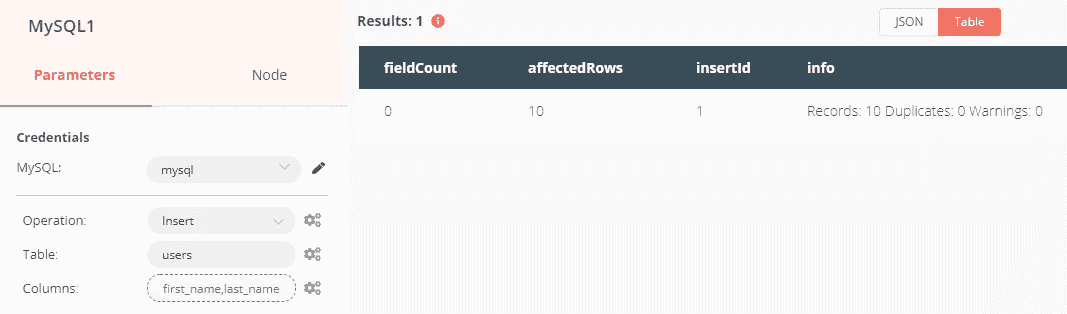 MySQL1
Parameters Node
Credentials
MySQL: mysql
Operation: Insert
Table: users
Columns: first_name,last_name
Results: 1
JSON Table
fieldCount affectedRows insertId info
0 10 1 Records: 10 Duplicates: 0 Warnings: 0